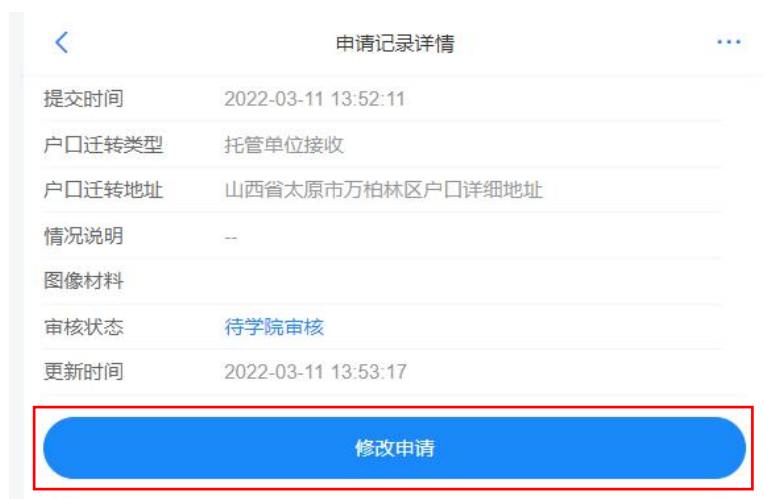 申请记录详情
提交时间 2022-03-11 13:52:11
户口迁转类型 托管单位接收
户口迁转地址 山西省太原市万柏林区户口详细地址
情况说明 --
图像材料
审核状态 待学院审核
更新时间 2022-03-11 13:53:17
修改申请